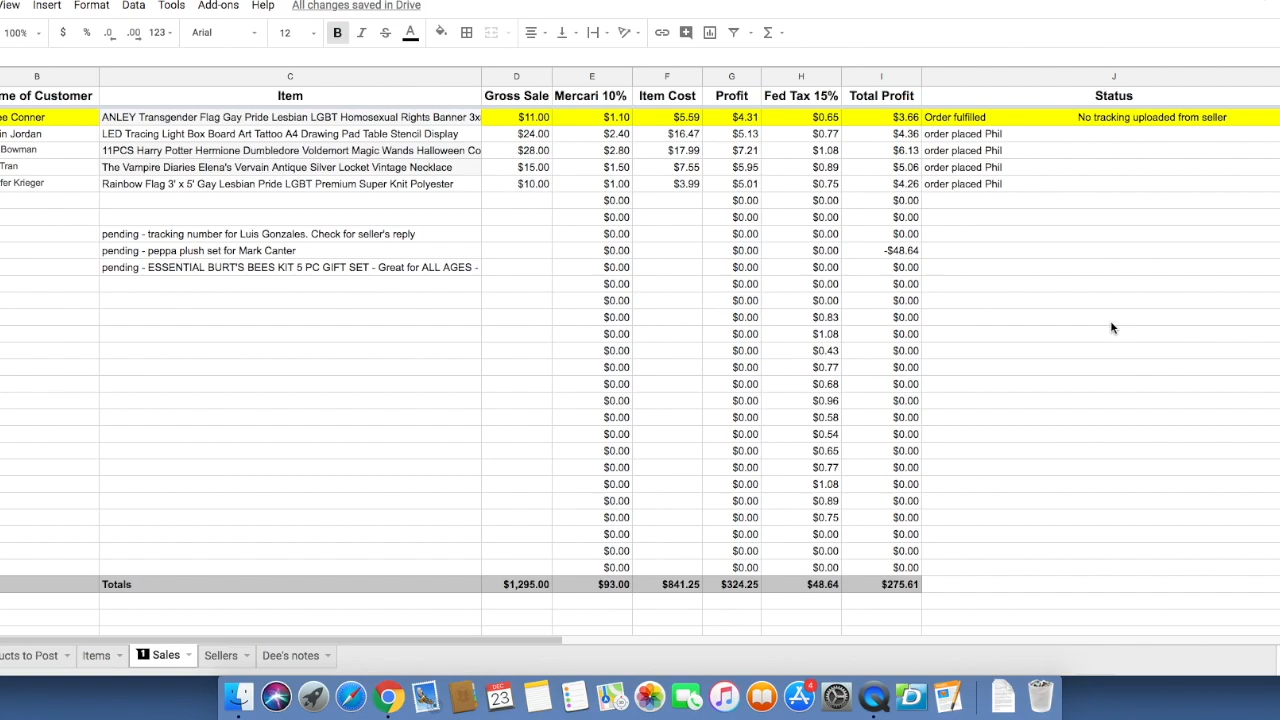 View Insert Format Data Tools Add-ons Help All changes saved in Drive
100% $ % .0 .00 123 Arial 12 B I S A
B C D E F G H I J
me of Customer Item Gross Sale Mercari 10% Item Cost Profit Fed Tax 15% Total Profit Status
ee Conner ANLEY Transgender Flag Gay Pride Lesbian LGBT Homosexual Rights Banner 3x $11.00 $1.10 $5.59 $4.31 $0.65 $3.66 Order fulfilled No tracking uploaded from seller
in Jordan LED Tracing Light Box Board Art Tattoo A4 Drawing Pad Table Stencil Display $24.00 $2.40 $16.47 $5.13 $0.77 $4.36 order placed Phil
Bowman 11PCS Harry Potter Hermione Dumbledore Voldemort Magic Wands Halloween Co $28.00 $2.80 $17.99 $7.21 $1.08 $6.13 order placed Phil
Tran The Vampire Diaries Elena's Vervain Antique Silver Locket Vintage Necklace $15.00 $1.50 $7.55 $5.95 $0.89 $5.06 order placed Phil
fer Krieger Rainbow Flag 3' x 5' Gay Lesbian Pride LGBT Premium Super Knit Polyester $10.00 $1.00 $3.99 $5.01 $0.75 $4.26 order placed Phil
$0.00 $0.00 $0.00 $0.00
$0.00 $0.00 $0.00 $0.00
pending - tracking number for Luis Gonzales. Check for seller's reply $0.00 $0.00 $0.00 $0.00
pending - peppa plush set for Mark Canter $0.00 $0.00 $0.00 -$48.64
pending - ESSENTIAL BURT'S BEES KIT 5 PC GIFT SET - Great for ALL AGES - $0.00 $0.00 $0.00 $0.00
$0.00 $0.00 $0.00 $0.00
$0.00 $0.00 $0.00 $0.00
$0.00 $0.00 $0.83 $0.00
$0.00 $0.00 $1.08 $0.00
$0.00 $0.00 $0.43 $0.00
$0.00 $0.00 $0.77 $0.00
$0.00 $0.00 $0.68 $0.00
$0.00 $0.00 $0.96 $0.00
$0.00 $0.00 $0.58 $0.00
$0.00 $0.00 $0.54 $0.00
$0.00 $0.00 $0.65 $0.00
$0.00 $0.00 $0.77 $0.00
$0.00 $0.00 $1.08 $0.00
$0.00 $0.00 $0.89 $0.00
$0.00 $0.00 $0.75 $0.00
$0.00 $0.00 $0.00 $0.00
$0.00 $0.00 $0.00 $0.00
$0.00 $0.00 $0.00 $0.00
Totals $1,295.00 $93.00 $841.25 $324.25 $48.64 $275.61
ucts to Post Items 1 Sales Sellers Dee's notes
DEC 23 4